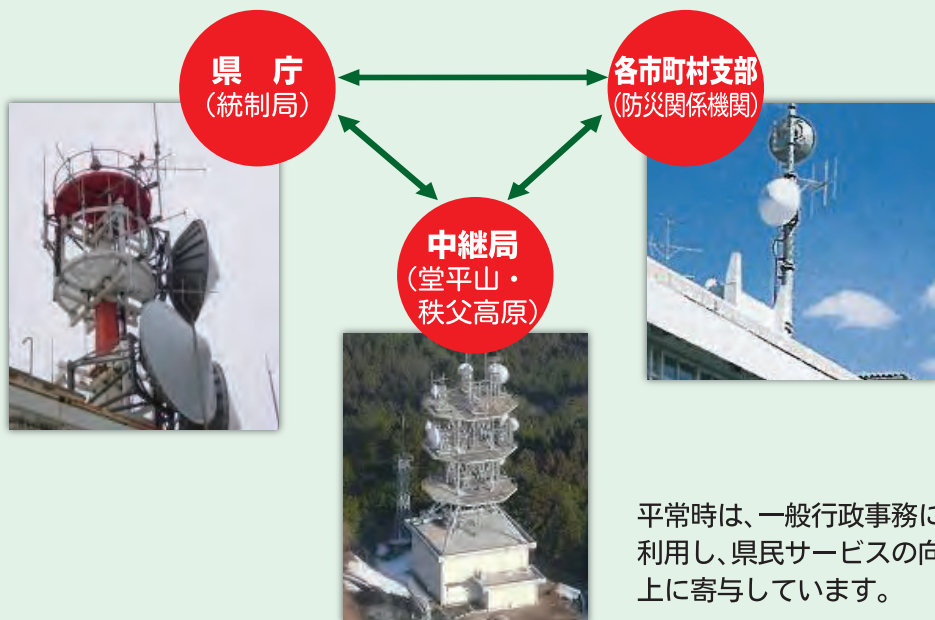 県　庁
（統制局）
各市町村支部
（防災関係機関）
中継局
（堂平山・
秩父高原）
平常時は、一般行政事務に
利用し、県民サービスの向
上に寄与しています。